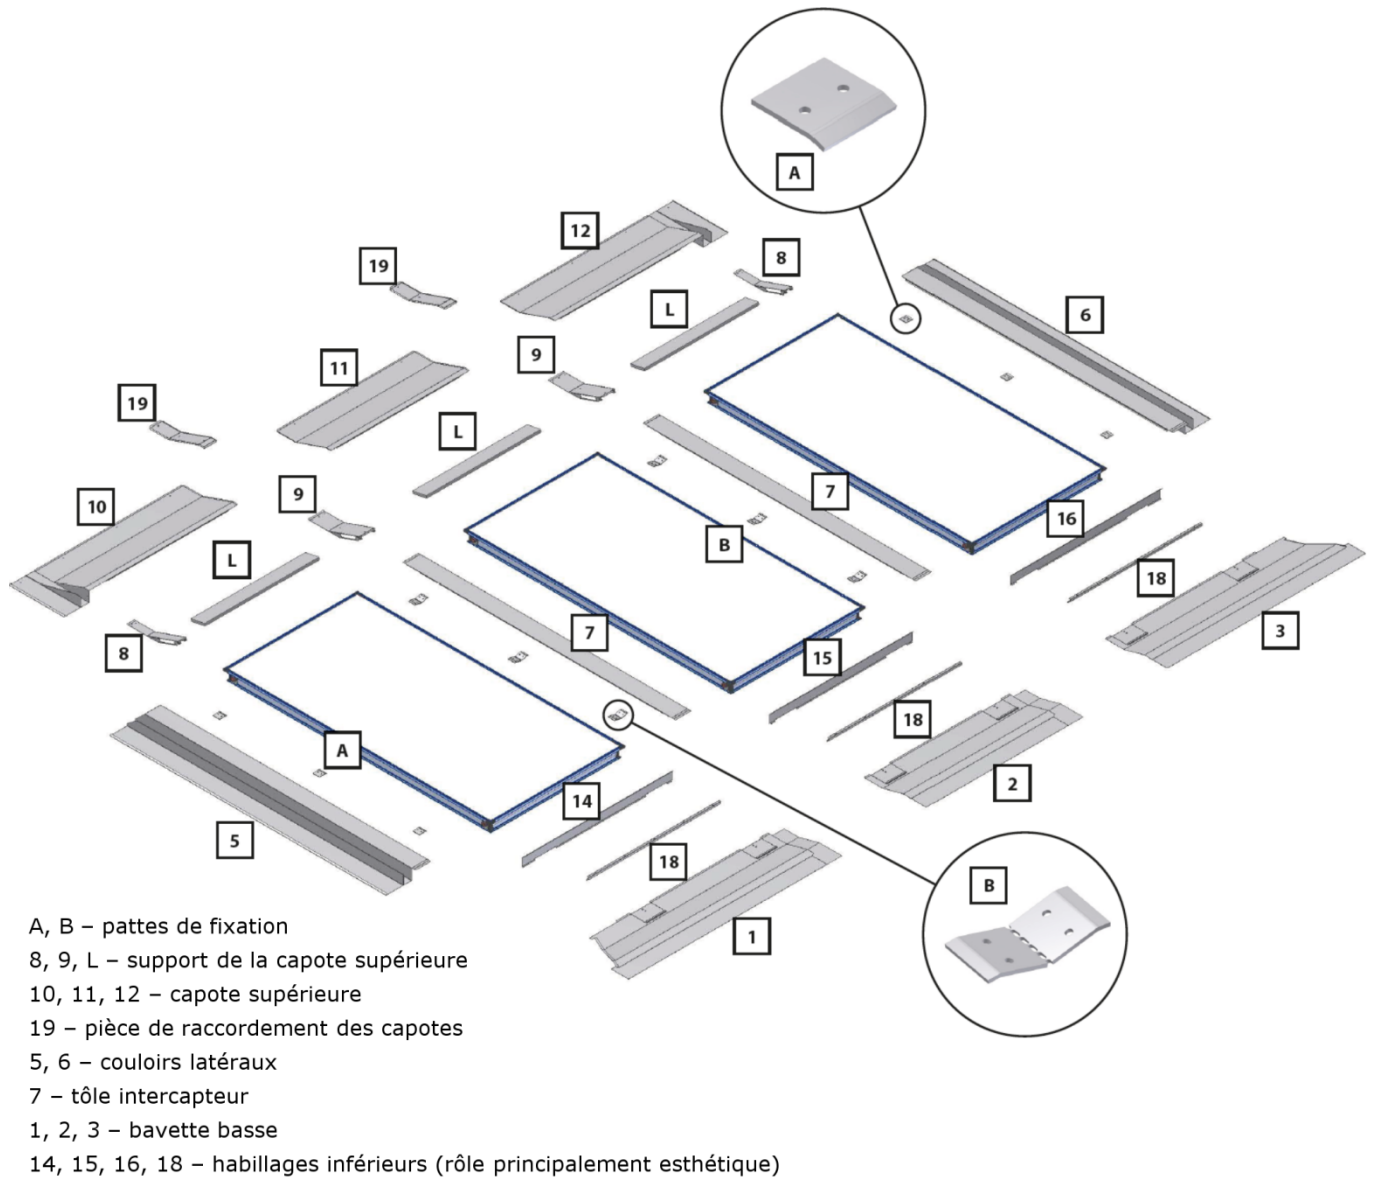 A
12
8
19
6
L
9
11
19
L
7
16
10
9
B
18
L
3
7
15
8
18
A
2
14
5
18
B
1
A, B – pattes de fixation
8, 9, L – support de la capote supérieure
10, 11, 12 – capote supérieure
19 – pièce de raccordement des capotes
5, 6 – couloirs latéraux
7 – tôle intercapteur
1, 2, 3 – bavette basse
14, 15, 16, 18 – habillages inférieurs (rôle principalement esthétique)